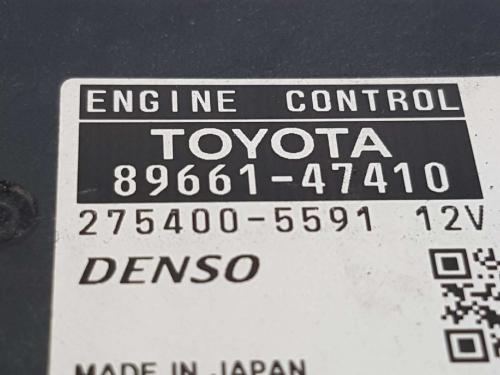 ENGINE CONTROL
TOYOTA
89661-47410
275400-5591 12V
DENSO
MADE IN JAPAN